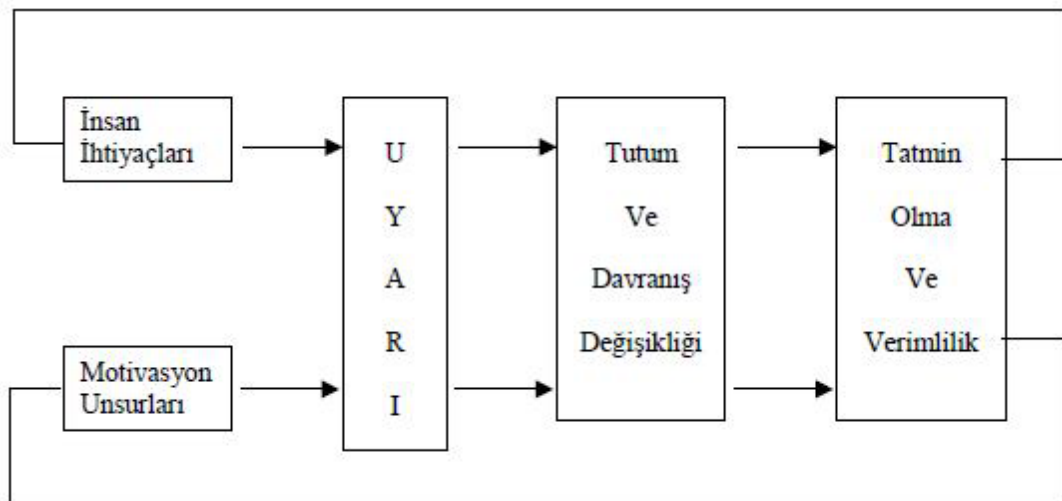 İnsan
İhtiyaçları
Motivasyon
Unsurları
U
Y
A
R
I
Tutum
Ve
Davranış
Değişikliği
Tatmin
Olma
Ve
Verimlilik